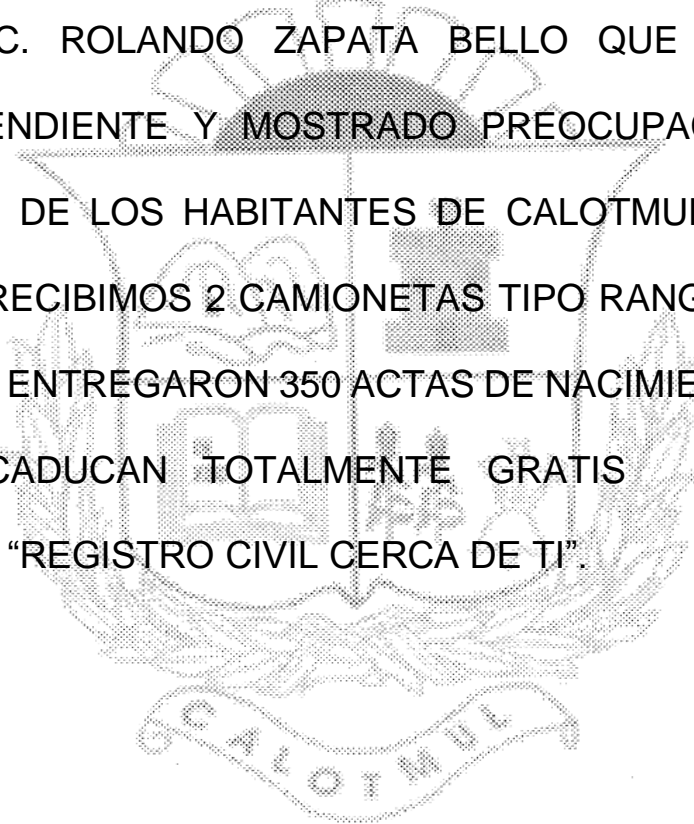 C. ROLANDO ZAPATA BELLO QUE
ENDIENTE Y MOSTRADO PREOCUPAC
DE LOS HABITANTES DE CALOTMUL
RECIBIMOS 2 CAMIONETAS TIPO RANG
ENTREGARON 350 ACTAS DE NACIMIE
CADUCAN TOTALMENTE GRATIS
“REGISTRO CIVIL CERCA DE TI”.
CALOTMUL